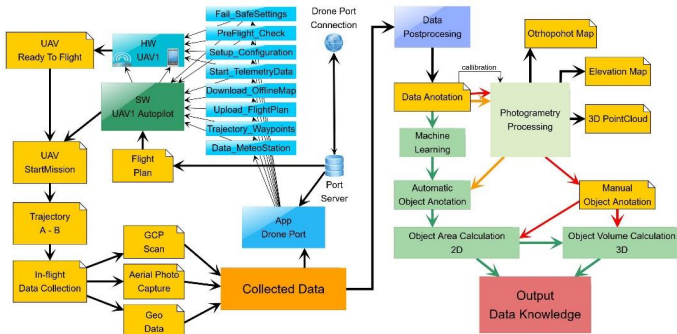 Fail_SafeSettings
PreFlight_Check
Setup_Configuration
Start_TelemetryData
Download_OfflineMap
Upload_FlightPlan
Trajectory_Waypoints
Data_MeteoStation
Drone Port
Connection
UAV
Ready To Flight
HW
UAV1
SW
UAV1 Autopilot
UAV
StartMission
Flight
Plan
Port
Server
App
Drone Port
Trajectory
A - B
In-flight
Data Collection
GCP
Scan
Aerial Photo
Capture
Geo
Data
Collected Data
Data
Postprocesing
Otrhopohot Map
Elevation Map
3D PointCloud
callibration
Data Anotation
Photogrametry
Processing
Machine
Learning
Automatic
Object Anotation
Manual
Object Anotation
Object Area Calculation
2D
Object Volume Calculation
3D
Output
Data Knowledge